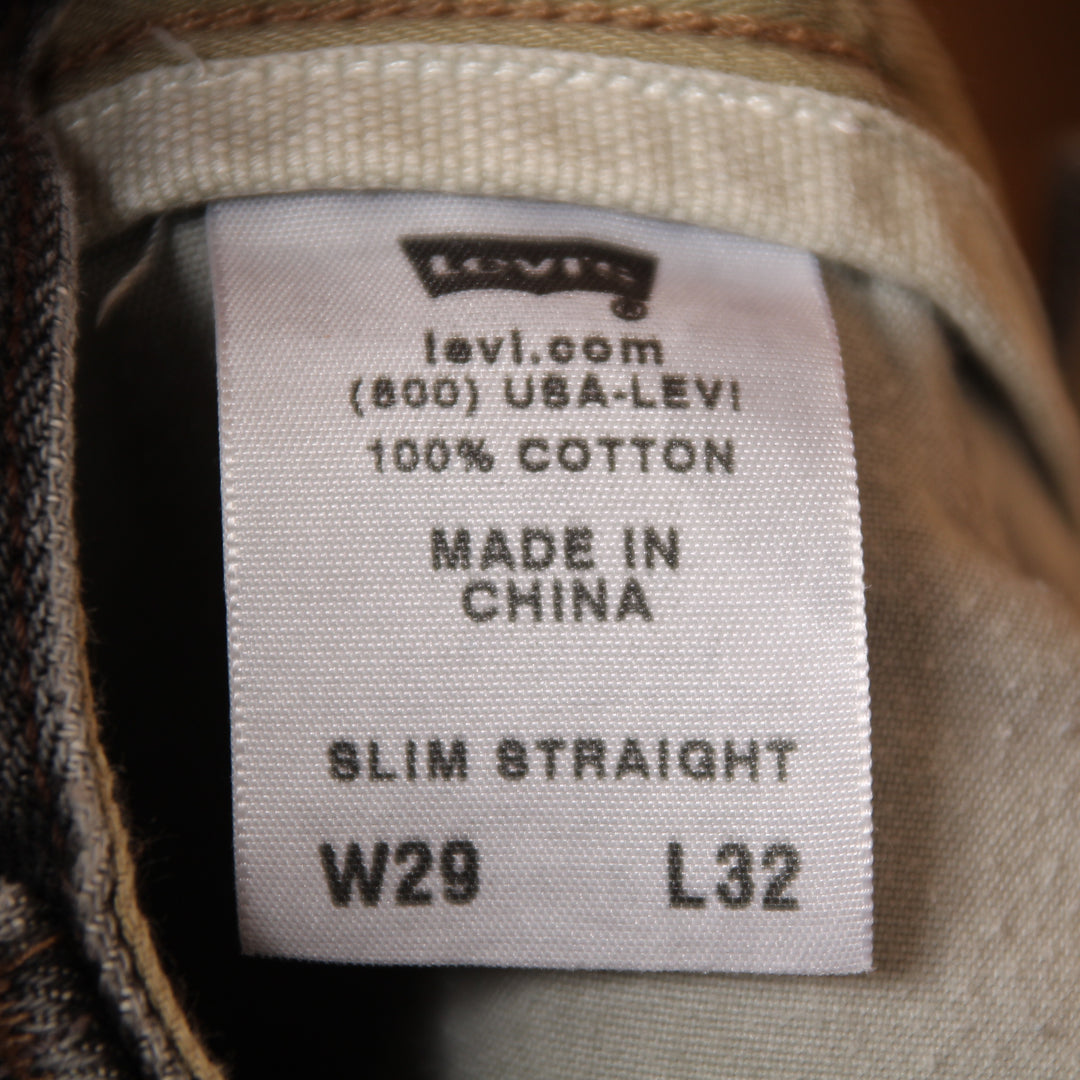 Levi's®
levi.com
(800) USA-LEVI
100% COTTON
MADE IN
CHINA
SLIM STRAIGHT
W29 L32